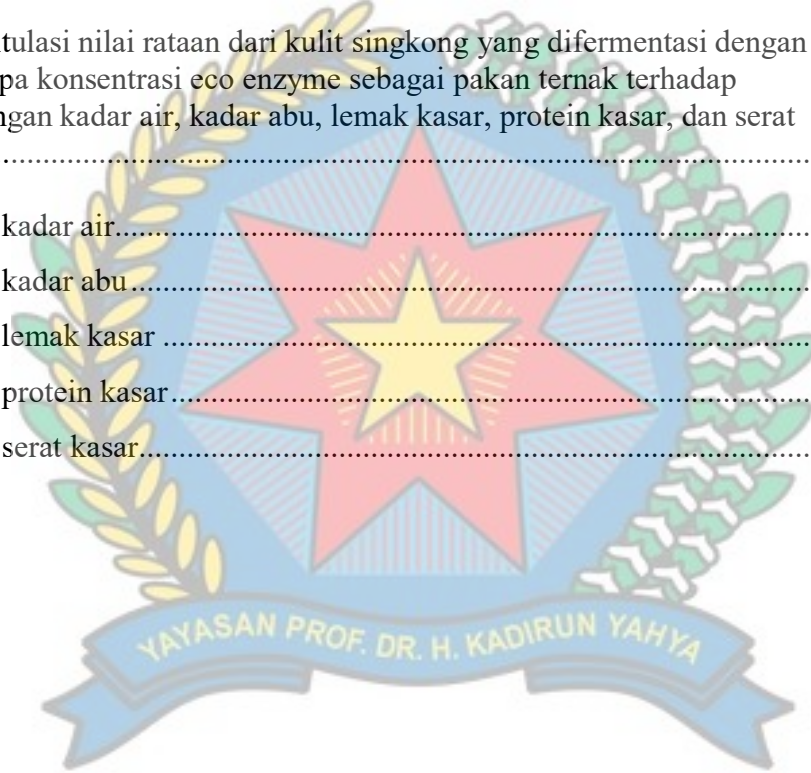 tulasi nilai rataan dari kulit singkong yang difermentasi dengan
pa konsentrasi eco enzyme sebagai pakan ternak terhadap
ngan kadar air, kadar abu, lemak kasar, protein kasar, dan serat
................................................................................
kadar air................................................................................
kadar abu................................................................................
lemak kasar ................................................................................
protein kasar................................................................................
serat kasar................................................................................
YAYASAN PROF. DR. H. KADIRUN YAHYA